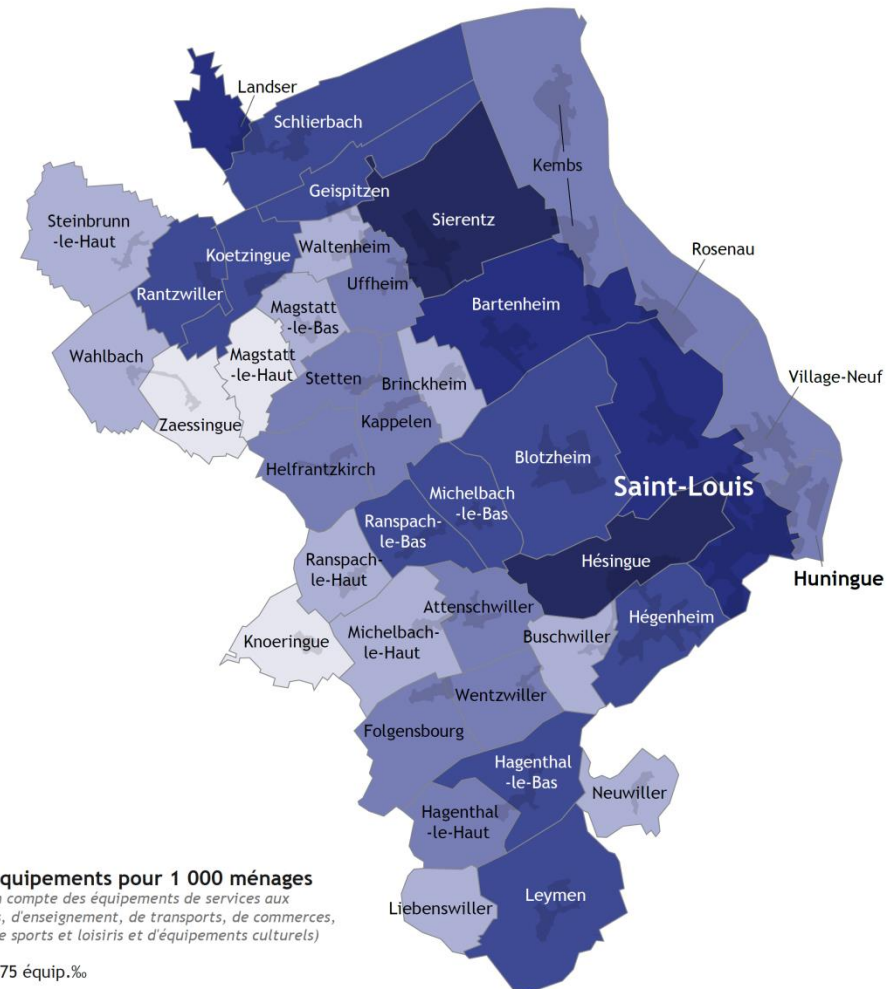 Landser
Schlierbach
Kembs
Geispitzen
Sierentz
Steinbrunn
-le-Haut
Koetzingue
Waltenheim
Uffheim
Rosenau
Rantzwiller
Bartenheim
Magstatt
-le-Bas
Wahlbach
Magstatt
-le-Haut
Stetten
Brinckheim
Village-Neuf
Zaessingue
Kappelen
Blotzheim
Helfrantzkirch
Michelbach
-le-Bas
Saint-Louis
Ranspach-
le-Bas
Ranspach-
le-Haut
Hésingue
Huningue
Attenschwiller
Hégenheim
Knoeringue
Michelbach-
le-Haut
Buschwiller
Wentzwiller
Folgensbourg
Hagenthal
-le-Bas
Neuwiller
Hagenthal
-le-Haut
Leymen
Liebenswiller
quipements pour 1 000 ménages
compte des équipements de services aux
d'enseignement, de transports, de commerces,
sports et loisiris et d'équipements culturels)
75 équip.‰